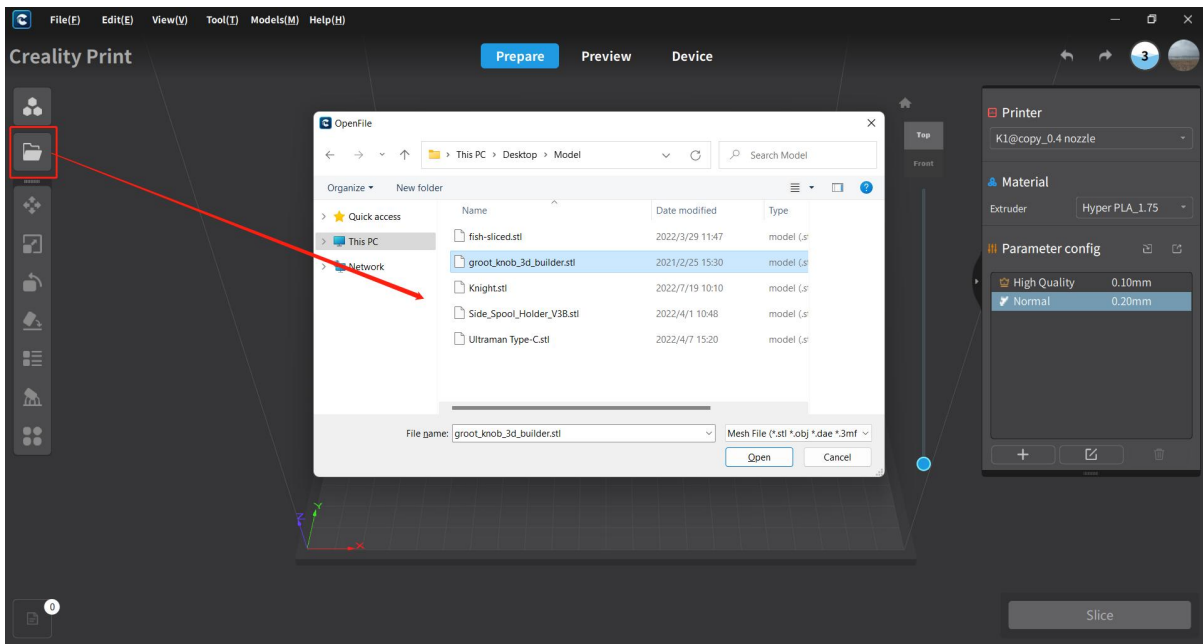 File(F) Edit(E) View(V) Tool(T) Models(M) Help(H)
Creality Print
Prepare Preview Device
3
OpenFile
This PC > Desktop > Model
Search Model
Organize New folder
Quick access
This PC
Network
Name Date modified Type
fish-sliced.stl 2022/3/29 11:47 model (.s
groot_knob_3d_builder.stl 2021/2/25 15:30 model (.s
Knight.stl 2022/7/19 10:10 model (.s
Side_Spool_Holder_V3B.stl 2022/4/1 10:48 model (.s
Ultraman Type-C.stl 2022/4/7 15:20 model (.s
File name: groot_knob_3d_builder.stl Mesh File (*.stl *.obj *.dae *.3mf
Open Cancel
Top
Front
Printer
K1@copy_0.4 nozzle
Material
Extruder Hyper PLA_1.75
Parameter config
High Quality 0.10mm
Normal 0.20mm
Z Y X
0
Slice